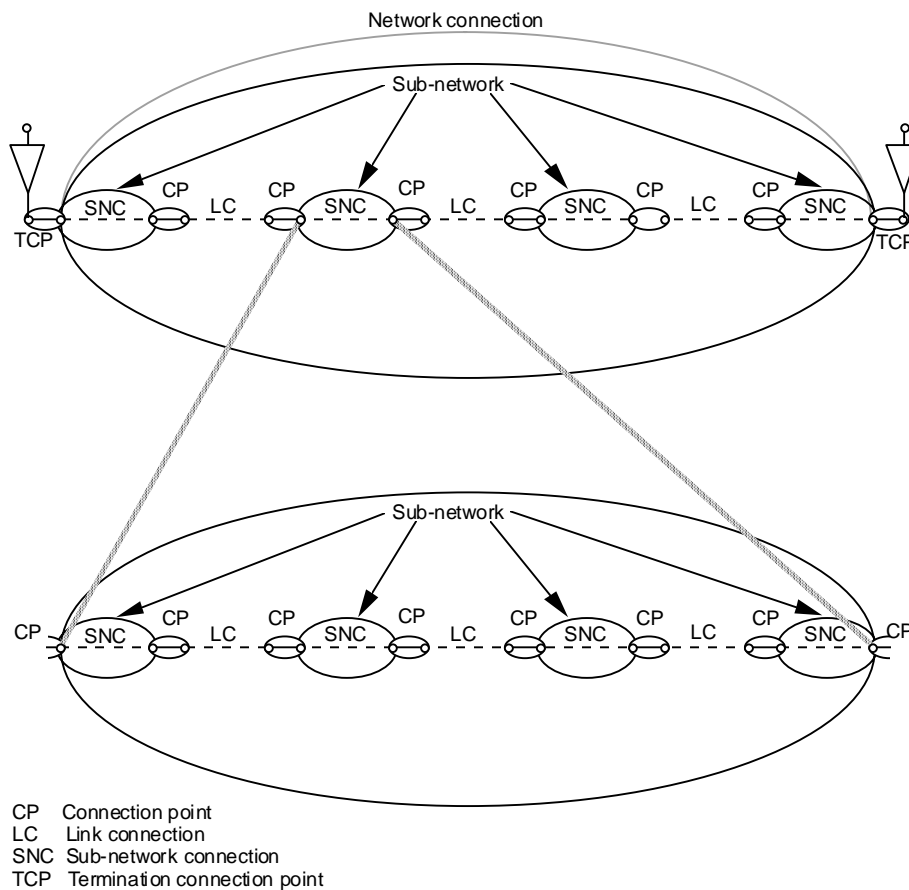 Network connection
Sub-network
CP CP CP CP CP CP
SNC LC SNC LC SNC LC SNC
TCP TCP
Sub-network
CP CP CP CP CP CP CP CP
SNC LC SNC LC SNC LC SNC
CP Connection point
LC Link connection
SNC Sub-network connection
TCP Termination connection point